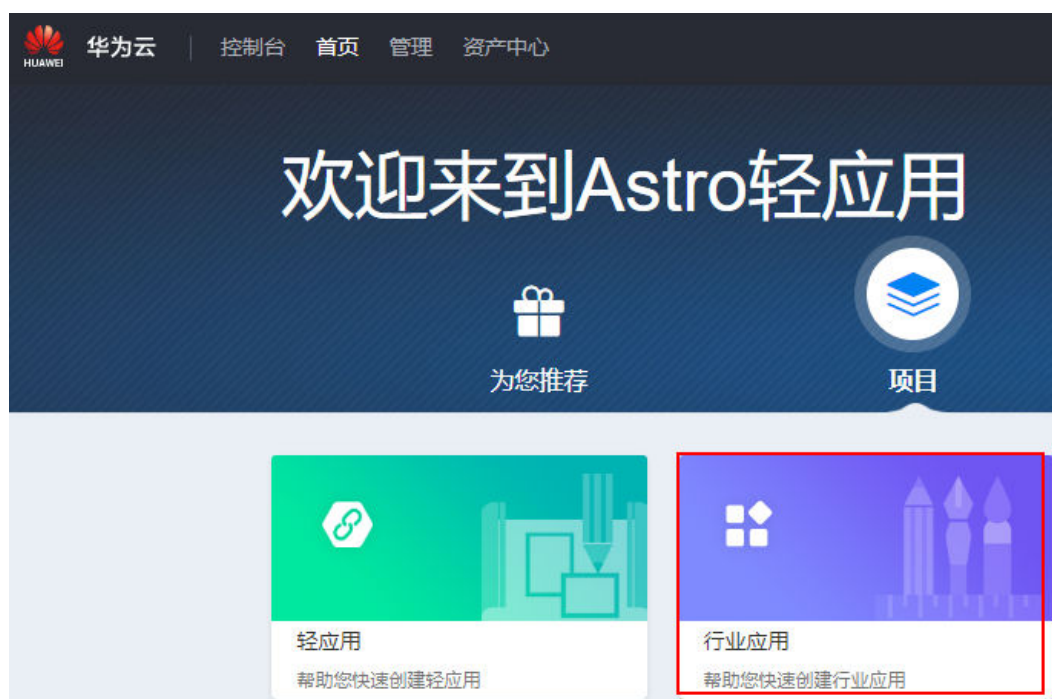 HUAWEI 华为云 控制台 首页 管理 资产中心
欢迎来到Astro轻应用
为您推荐 项目
轻应用 行业应用
帮助您快速创建轻应用 帮助您快速创建行业应用